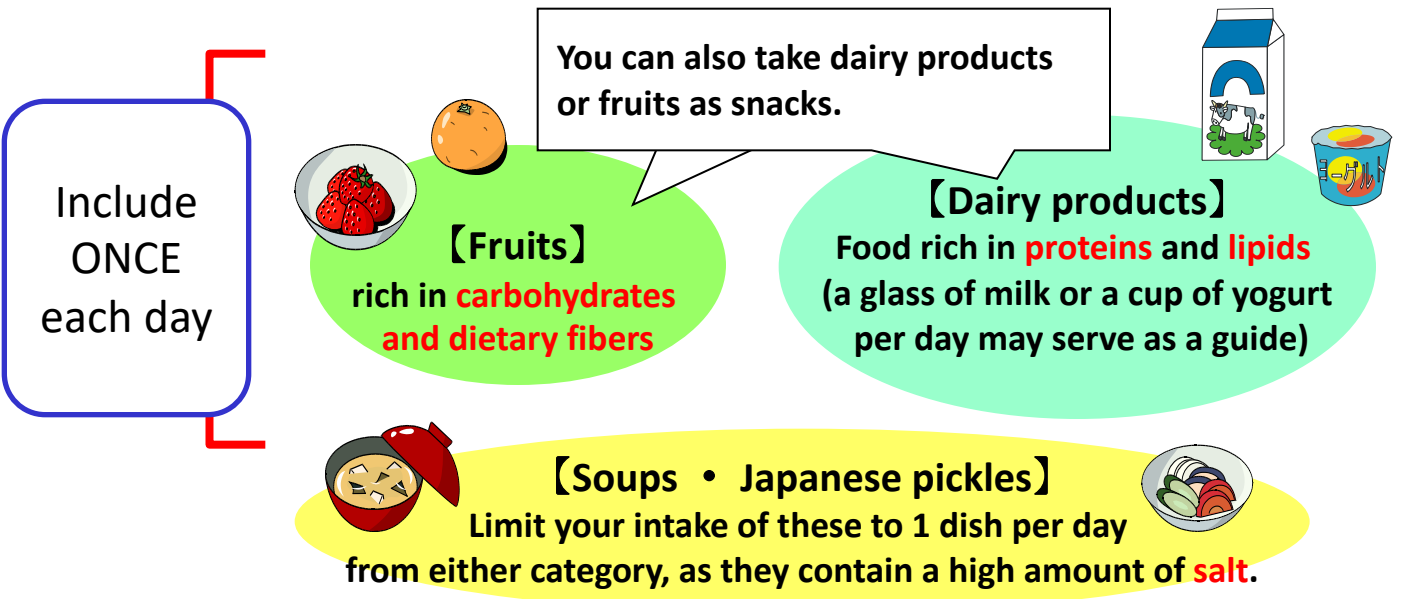 Include
ONCE
each day
You can also take dairy products
or fruits as snacks.
【Fruits】
rich in carbohydrates
and dietary fibers
【Dairy products】
Food rich in proteins and lipids
(a glass of milk or a cup of yogurt
per day may serve as a guide)
ヨーグルト
【Soups ・ Japanese pickles】
Limit your intake of these to 1 dish per day
from either category, as they contain a high amount of salt.